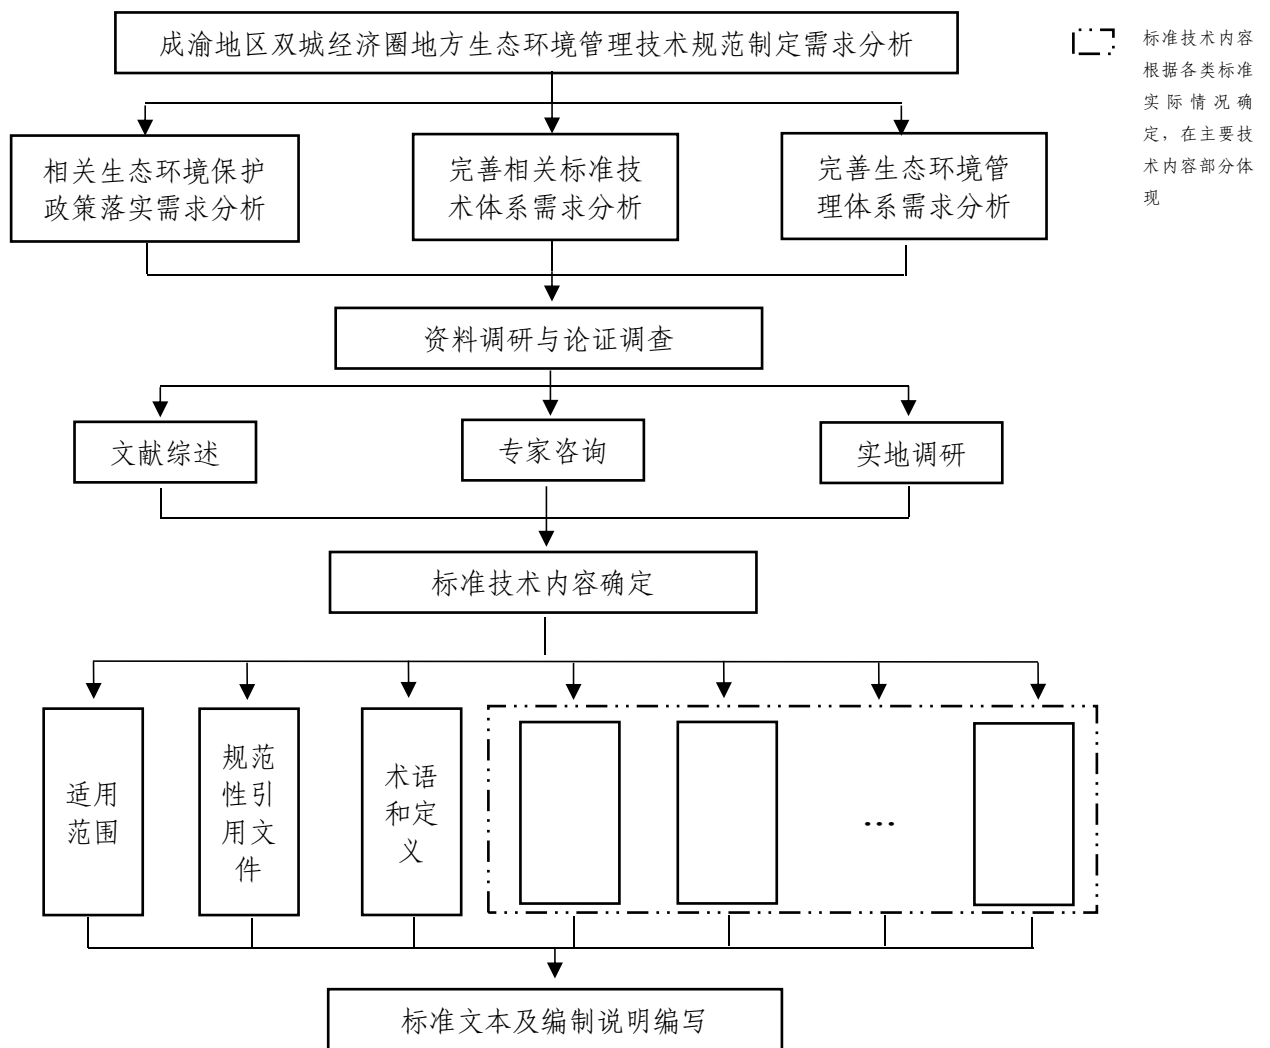 成渝地区双城经济圈地方生态环境管理技术规范制定需求分析
标准技术内容
根据各类标准
实际情况确
定，在主要技
术内容部分体
现
相关生态环境保护
政策落实需求分析
完善相关标准技
术体系需求分析
完善生态环境管
理体系需求分析
资料调研与论证调查
文献综述
专家咨询
实地调研
标准技术内容确定
适用
范围
规范
性引
用文
件
术语
和定
义
...
标准文本及编制说明编写